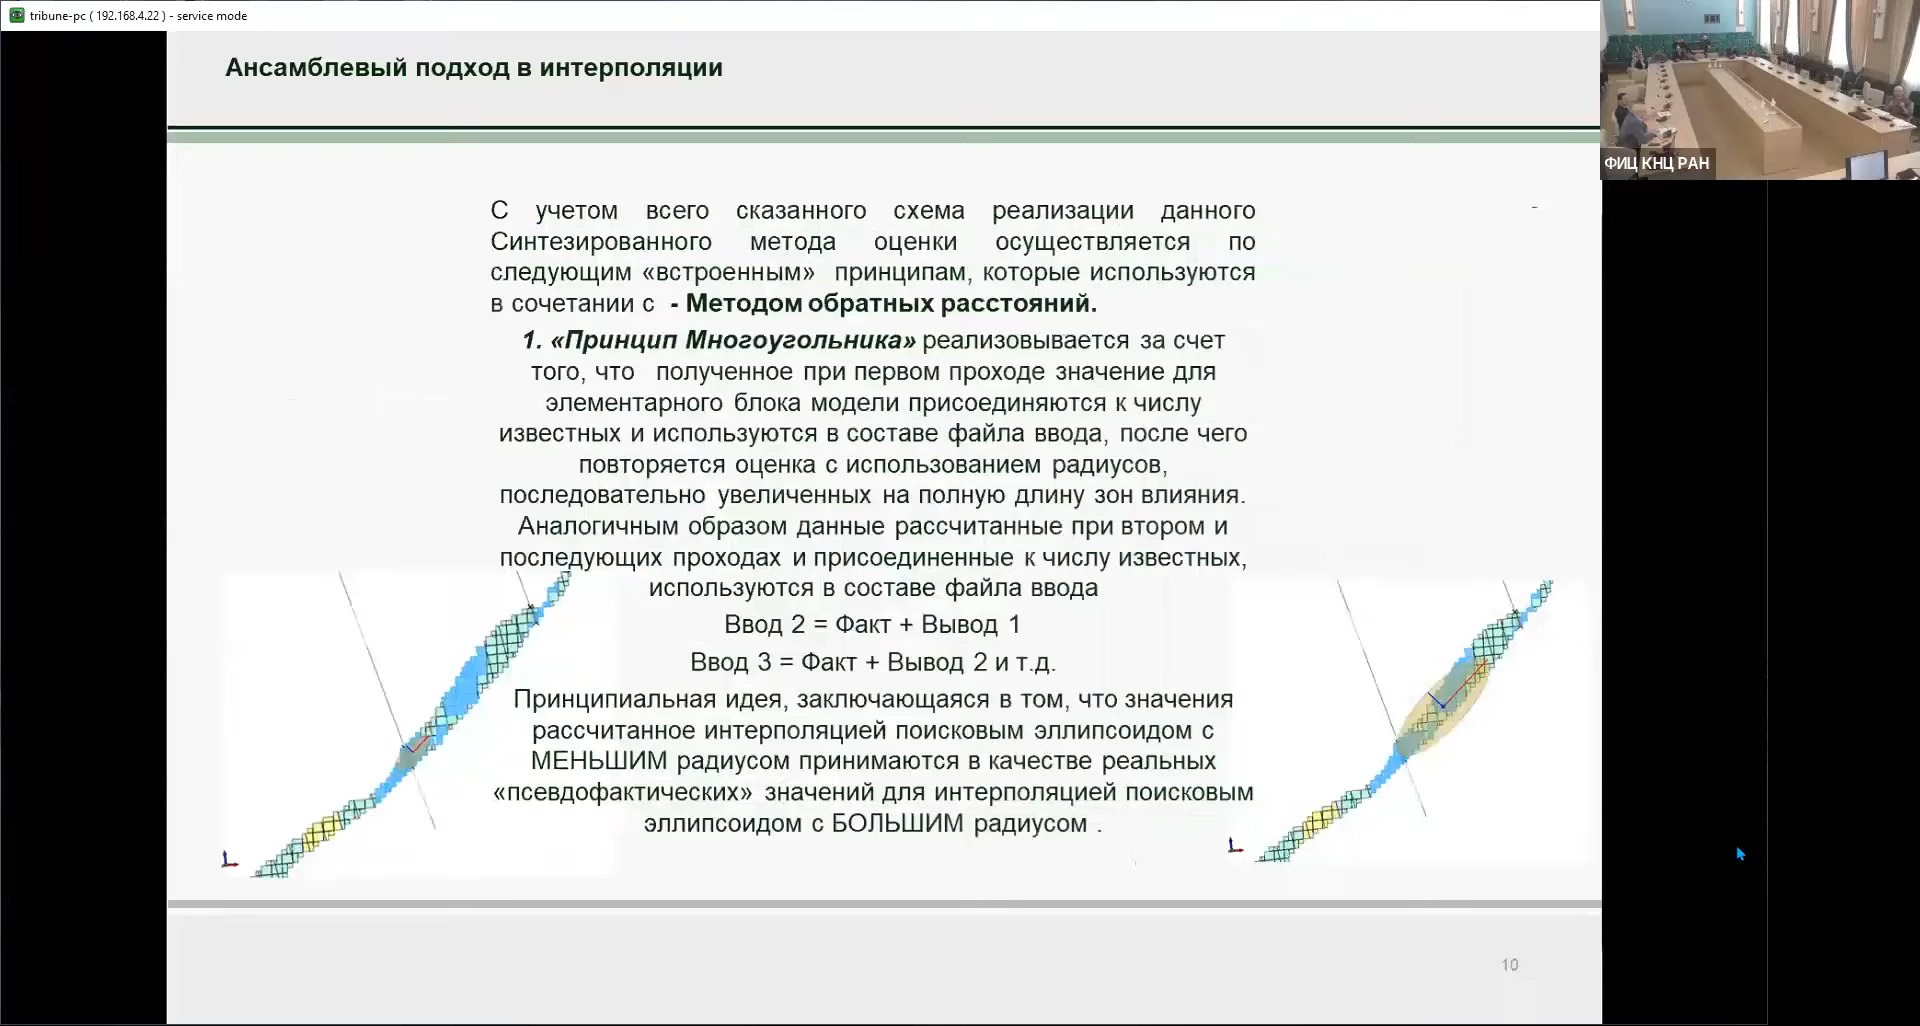 tribune-pc ( 192.168.4.22 ) - service mode
Ансамблевый подход в интерполяции
ФИЦ КНЦ РАН
С учетом всего сказанного схема реализации данного
Синтезированного метода оценки осуществляется по
следующим «встроенным» принципам, которые используются
в сочетании с - Методом обратных расстояний.
1. «Принцип Многоугольника» реализовывается за счет
того, что полученное при первом проходе значение для
элементарного блока модели присоединяются к числу
известных и используются в составе файла ввода, после чего
повторяется оценка с использованием радиусов,
последовательно увеличенных на полную длину зон влияния.
Аналогичным образом данные рассчитанные при втором и
последующих проходах и присоединенные к числу известных,
используются в составе файла ввода
Ввод 2 = Факт + Вывод 1
Ввод 3 = Факт + Вывод 2 и т.д.
Принципиальная идея, заключающаяся в том, что значения
рассчитанное интерполяцией поисковым эллипсоидом с
МЕНЬШИМ радиусом принимаются в качестве реальных
«псевдофактических» значений для интерполяцией поисковым
эллипсоидом с БОЛЬШИМ радиусом .
10